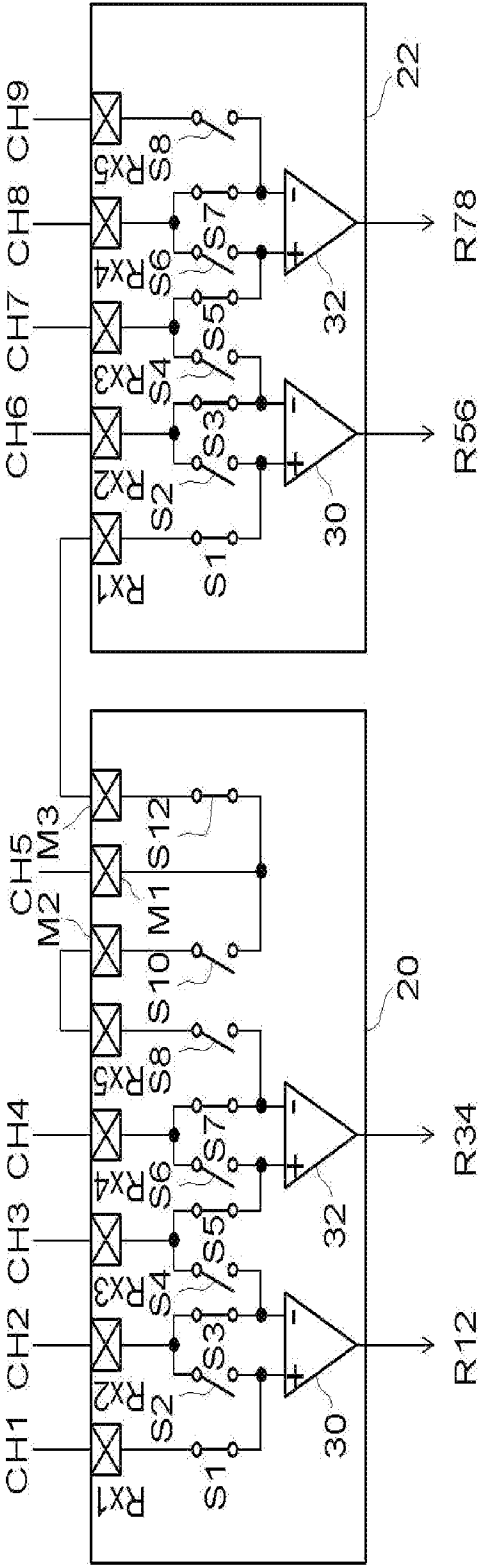 CH1
CH2
CH3
CH4
M2
CH5
M3
CH6
CH7
CH8
CH9
Rx1
Rx2
Rx3
Rx4
Rx5
M1
Rx1
Rx2
Rx3
Rx4
Rx5
S1
S2
S3
S4
S5
S6
S7
S8
S10
S12
S1
S2
S3
S4
S5
S6
S7
S8
+
-
+
-
+
-
+
-
30
32
20
30
32
22
R12
R34
R56
R78